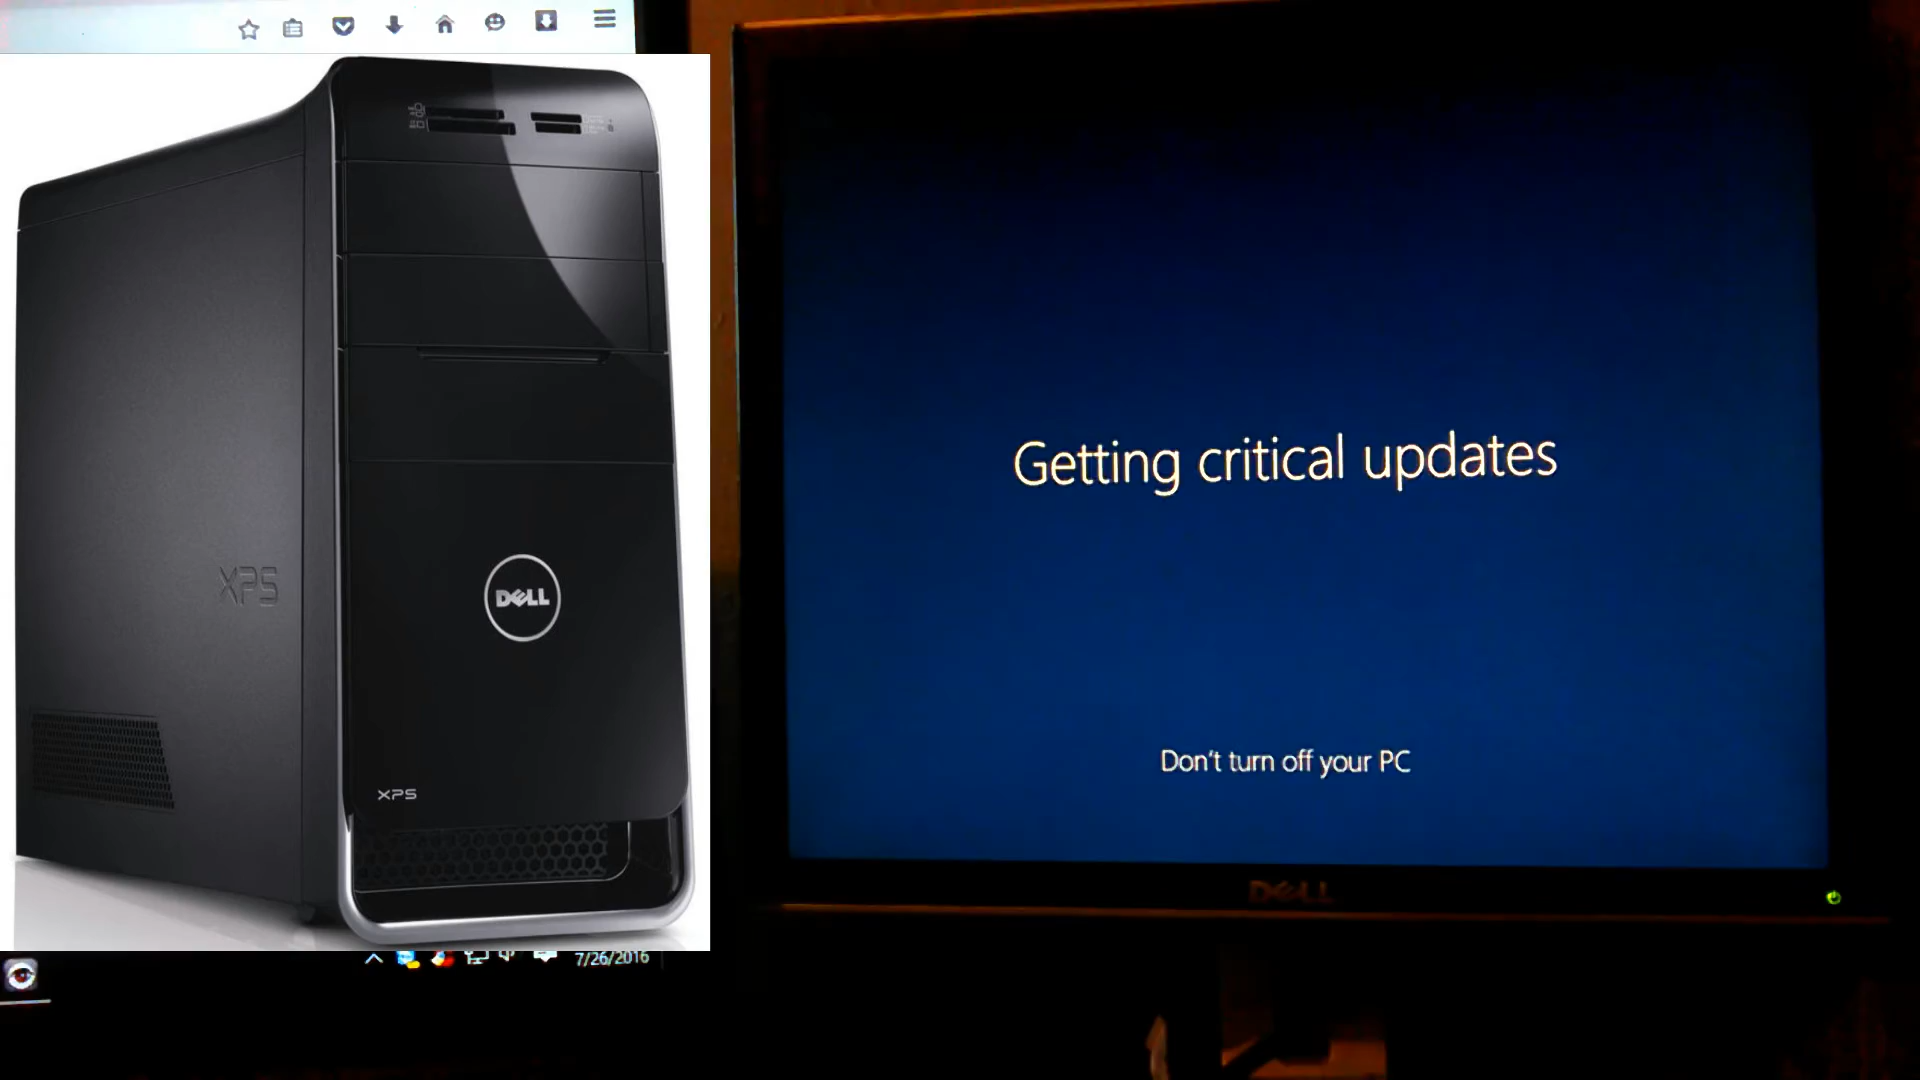 XPS
DELL
XPS
7/26/2016
Getting critical updates
Don't turn off your PC
DELL